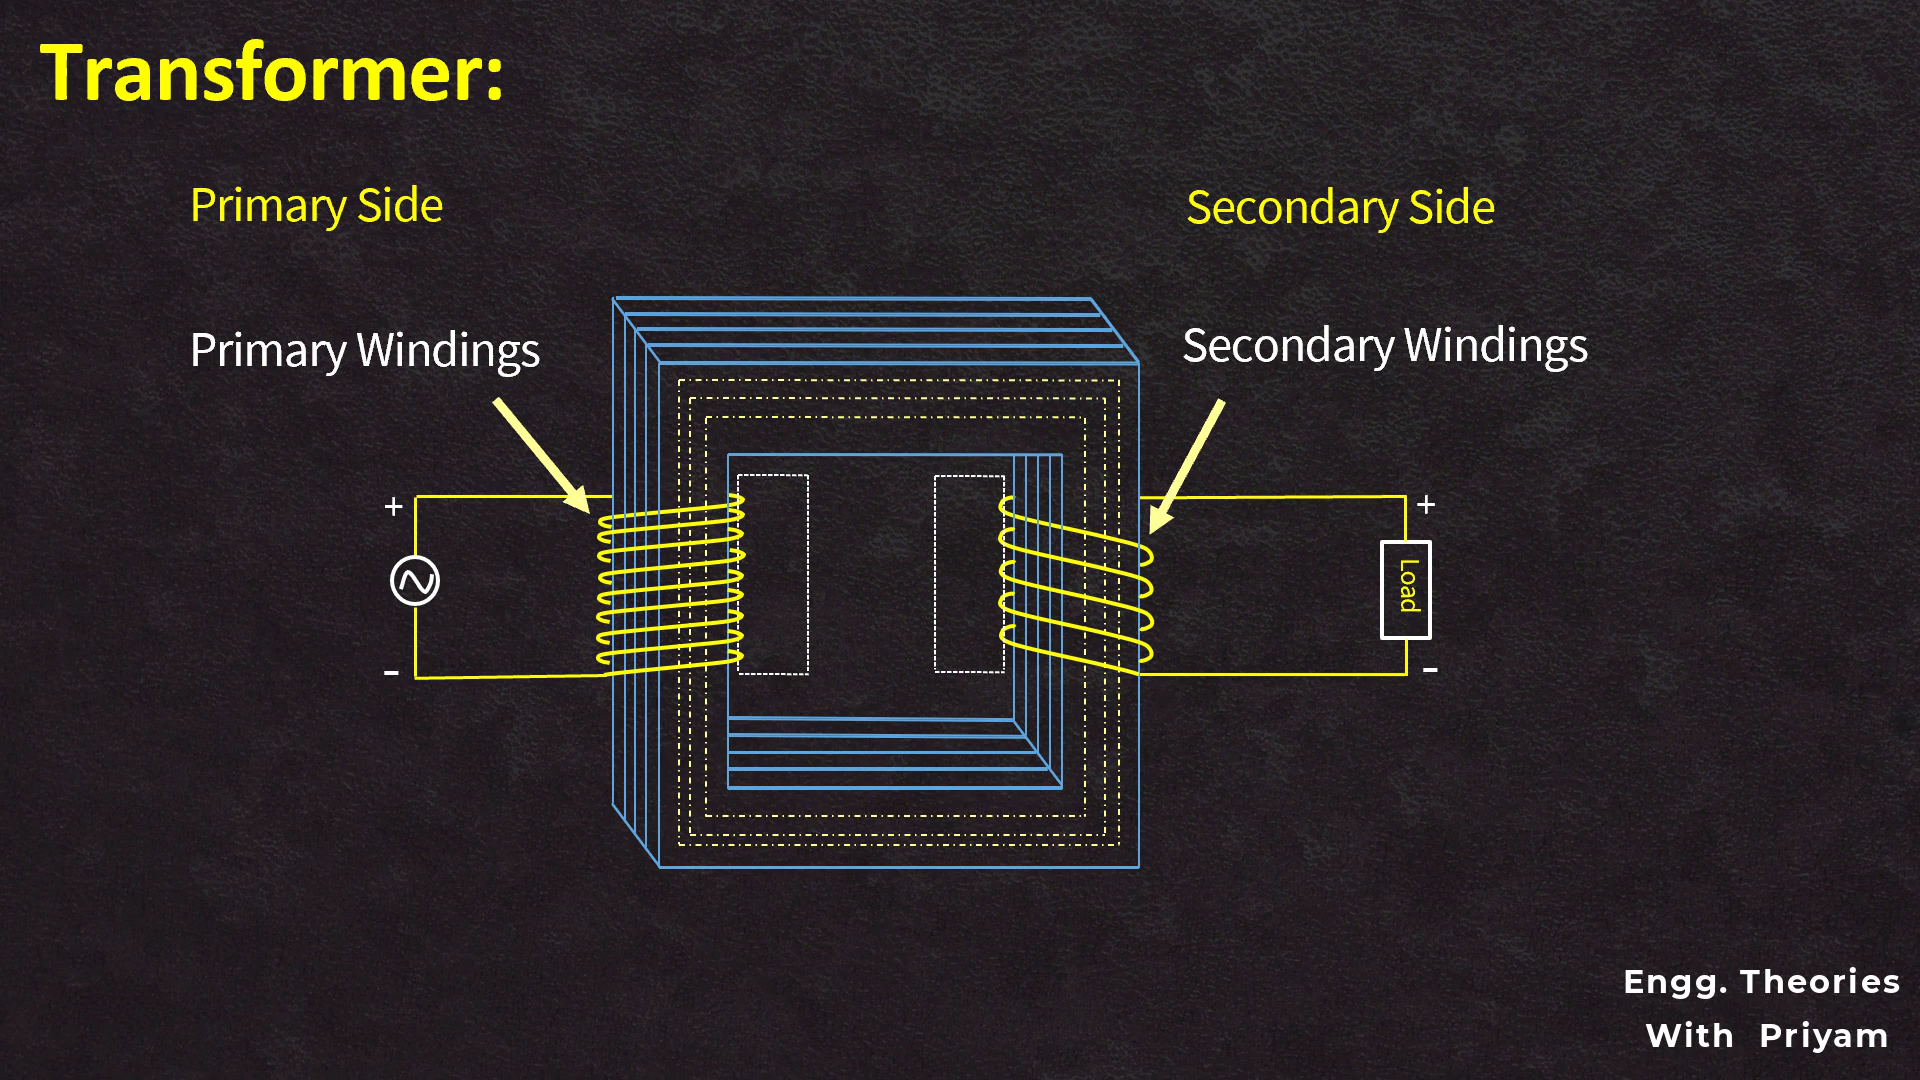 Transformer:
Primary Side
Secondary Side
Primary Windings
Secondary Windings
+
+
Load
-
-
Engg. Theories
With Priyam